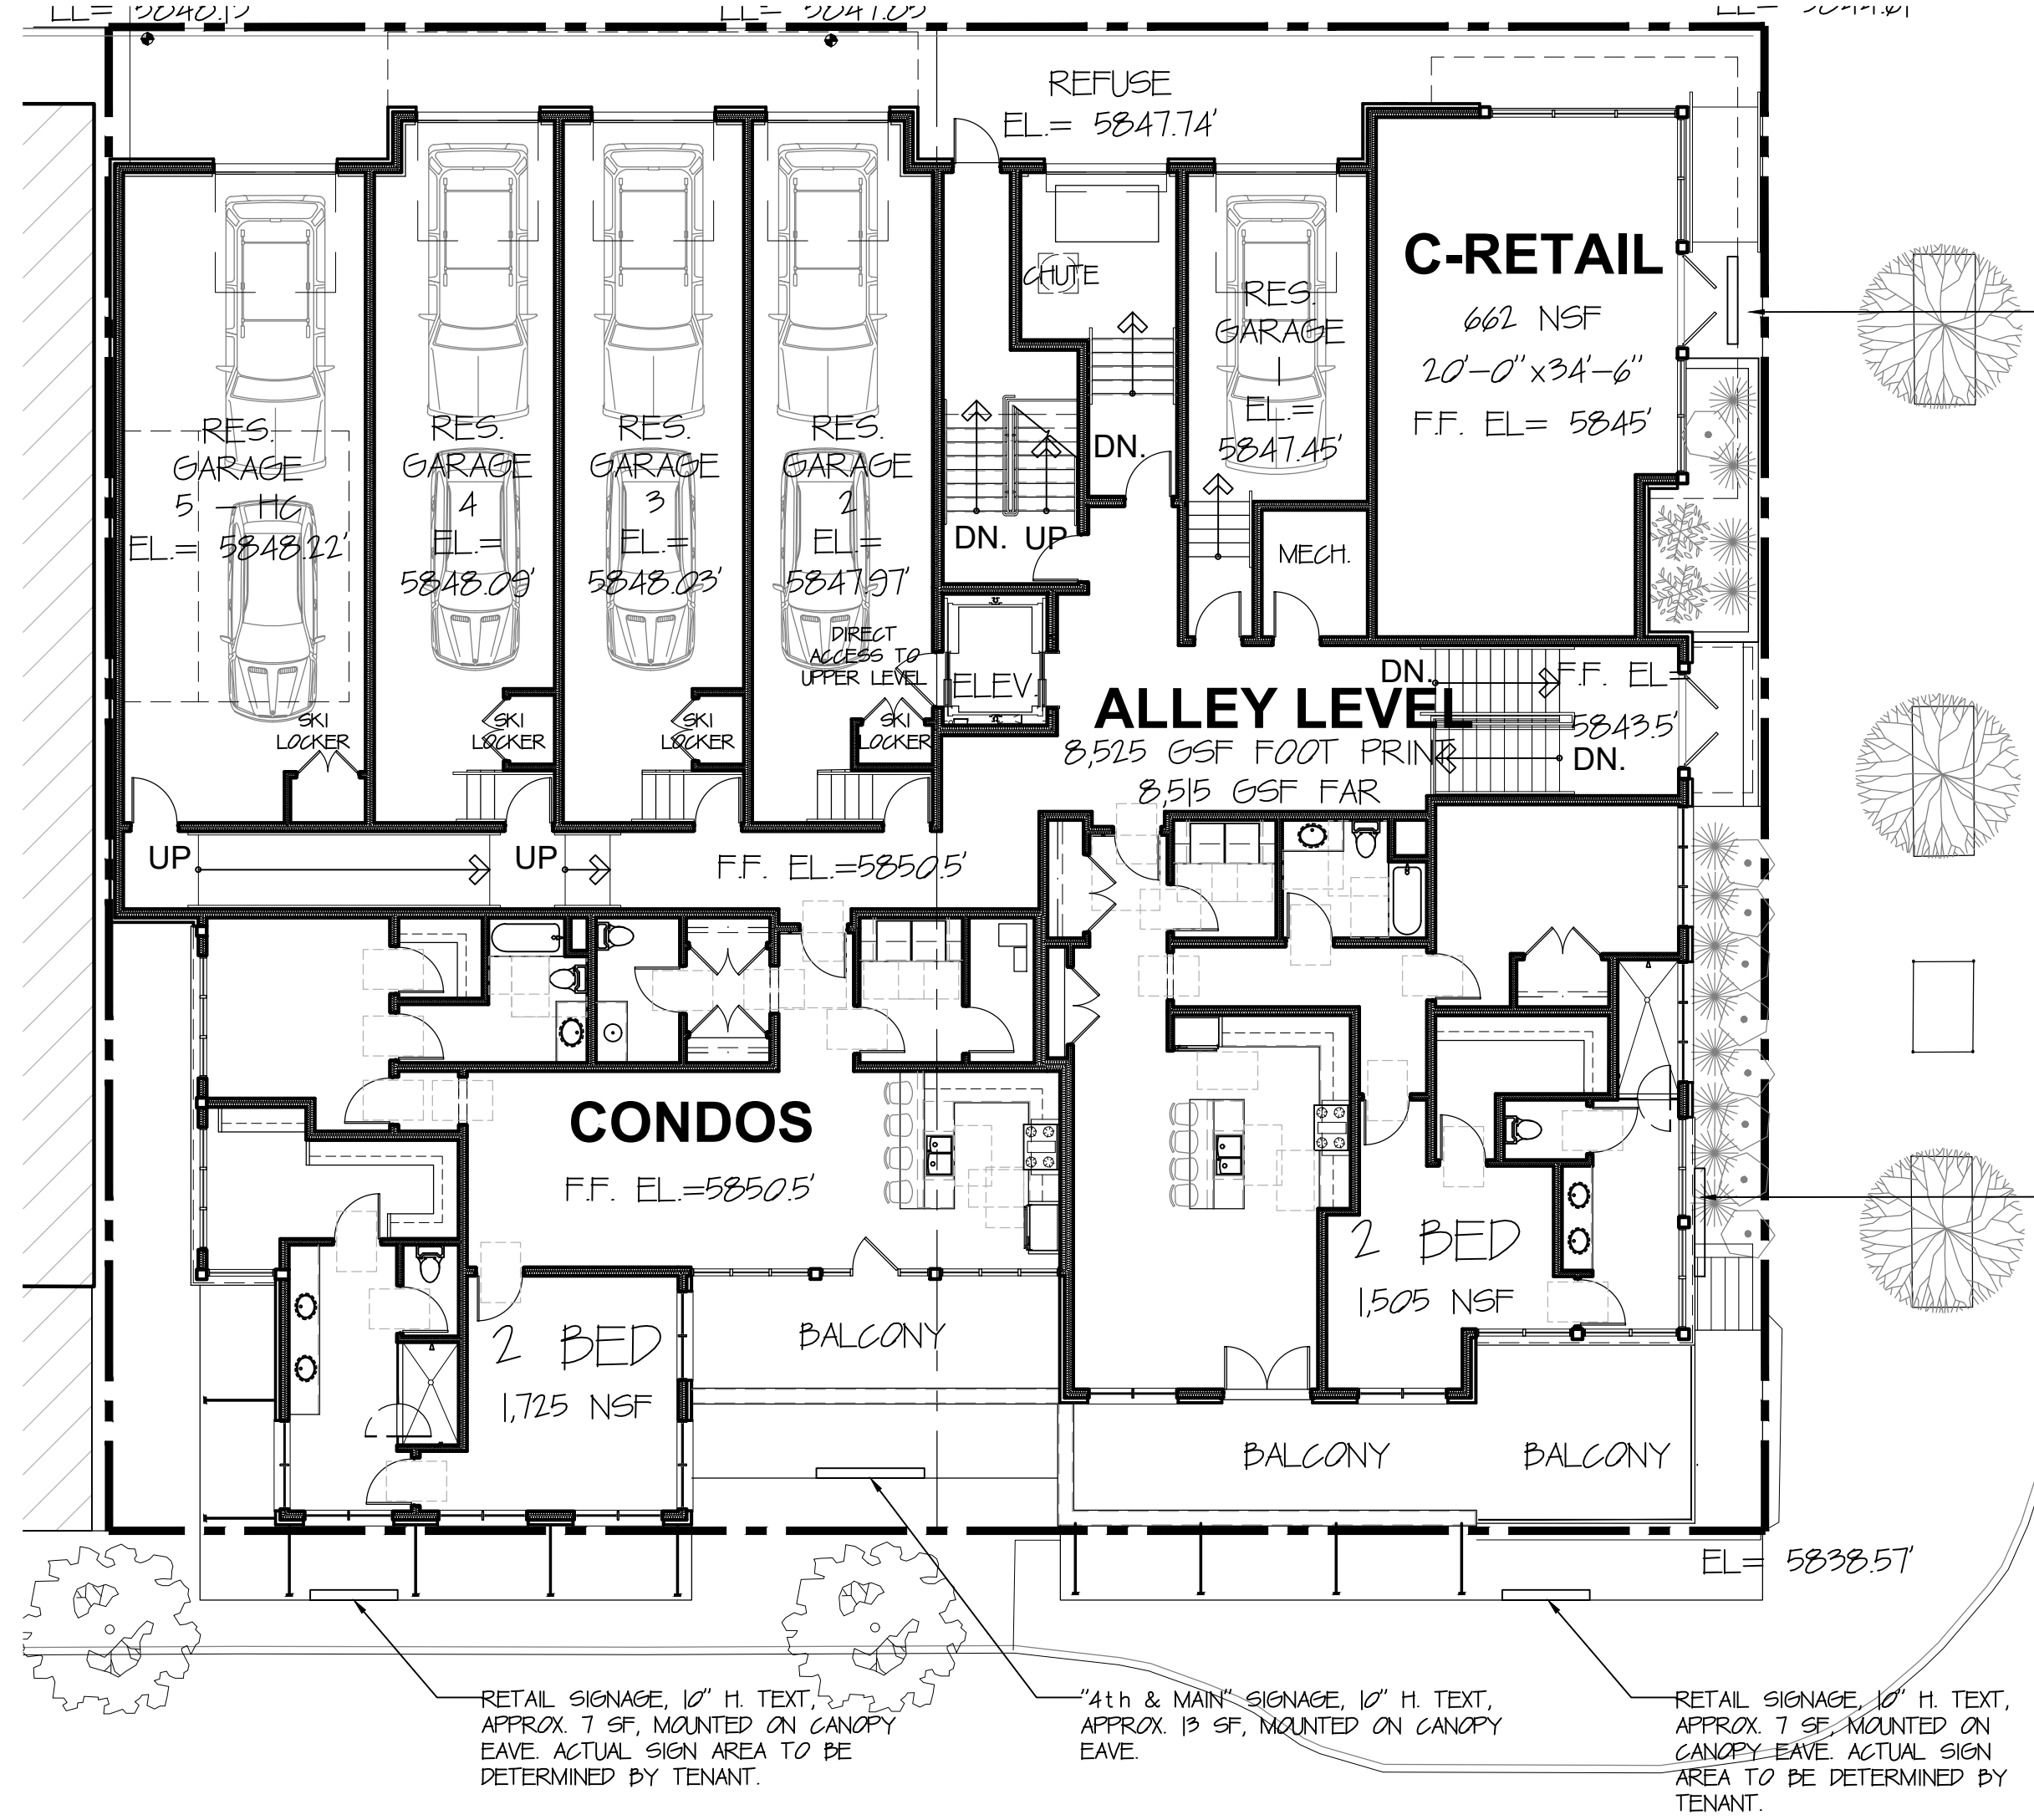 REFUSE
EL.= 5847.74'
C-RETAIL
662 NSF
20'-0"x34'-6"
F.F. EL= 5845'
CHUTE
RES.
GARAGE
1
EL.=
5847.45'
RES.
GARAGE
5 - HC
EL.= 5848.22'
RES.
GARAGE
4
EL.=
5848.09'
RES.
GARAGE
3
EL.=
5848.03'
RES.
GARAGE
2
EL.=
5847.97'
DN.
DN. UP
MECH.
DIRECT
ACCESS TO
UPPER LEVEL
ELEV.
SKI
LOCKER
SKI
LOCKER
SKI
LOCKER
SKI
LOCKER
DN.
F.F. EL=
5843.5'
DN.
ALLEY LEVEL
8,525 GSF FOOT PRINT
8,515 GSF FAR
UP
UP
F.F. EL.=5850.5'
CONDOS
F.F. EL.=5850.5'
2 BED
1,725 NSF
BALCONY
2 BED
1,505 NSF
BALCONY
BALCONY
EL= 5838.57'
RETAIL SIGNAGE, 10" H. TEXT,
APPROX. 7 SF, MOUNTED ON CANOPY
EAVE. ACTUAL SIGN AREA TO BE
DETERMINED BY TENANT.
"4th & MAIN" SIGNAGE, 10" H. TEXT,
APPROX. 13 SF, MOUNTED ON CANOPY
EAVE.
RETAIL SIGNAGE, 10" H. TEXT,
APPROX. 7 SF, MOUNTED ON
CANOPY EAVE. ACTUAL SIGN
AREA TO BE DETERMINED BY
TENANT.